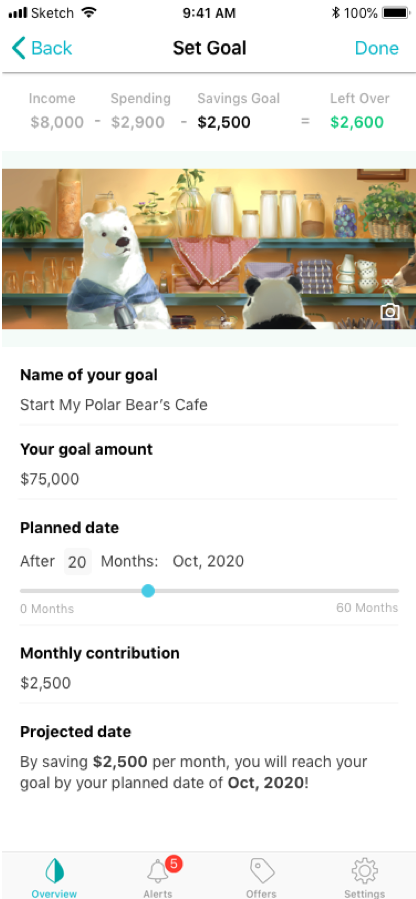 Sketch 9:41 AM 100%
Back Set Goal Done
Income Spending Savings Goal Left Over
$8,000 - $2,900 - $2,500 = $2,600
Name of your goal
Start My Polar Bear's Cafe
Your goal amount
$75,000
Planned date
After 20 Months: Oct, 2020
0 Months 60 Months
Monthly contribution
$2,500
Projected date
By saving $2,500 per month, you will reach your
goal by your planned date of Oct, 2020!
5
Overview Alerts Offers Settings